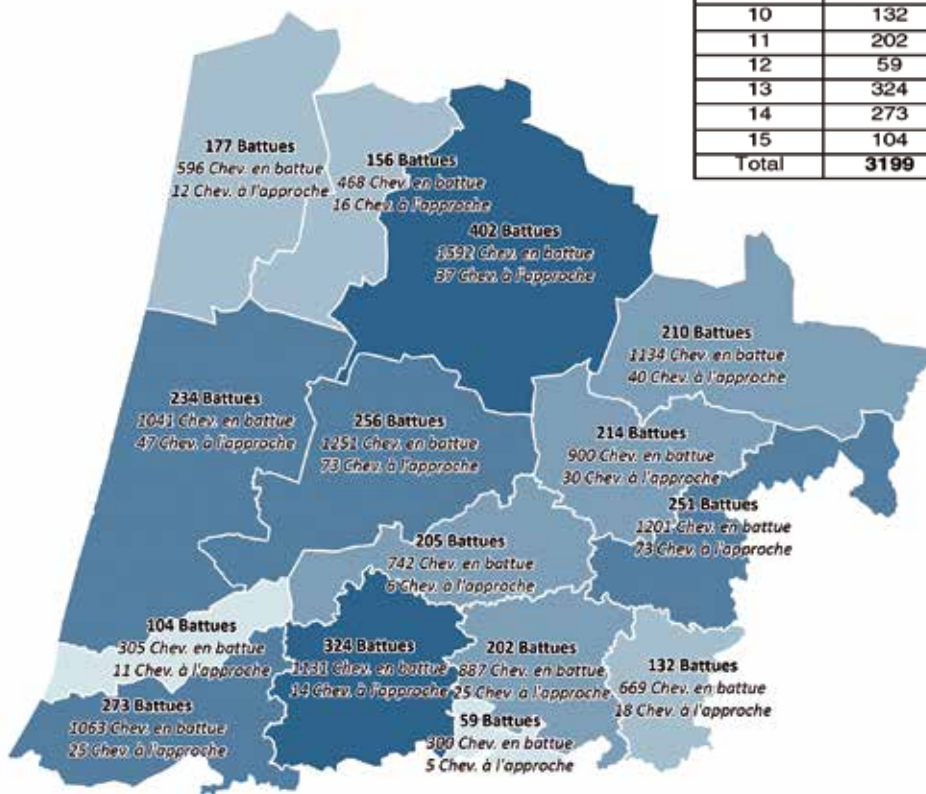 10 132
11 202
12 59
13 324
14 273
15 104
Total 3199
177 Battues
596 Chev. en battue
12 Chev. à l'approche
156 Battues
468 Chev. en battue
16 Chev. à l'approche
402 Battues
1592 Chev. en battue
37 Chev. à l'approche
210 Battues
1134 Chev. en battue
40 Chev. à l'approche
234 Battues
1041 Chev. en battue
47 Chev. à l'approche
256 Battues
1251 Chev. en battue
73 Chev. à l'approche
214 Battues
900 Chev. en battue
30 Chev. à l'approche
251 Battues
1201 Chev. en battue
73 Chev. à l'approche
205 Battues
742 Chev. en battue
6 Chev. à l'approche
104 Battues
305 Chev. en battue
11 Chev. à l'approche
324 Battues
1131 Chev. en battue
14 Chev. à l'approche
202 Battues
887 Chev. en battue
25 Chev. à l'approche
132 Battues
669 Chev. en battue
18 Chev. à l'approche
273 Battues
1063 Chev. en battue
25 Chev. à l'approche
59 Battues
300 Chev. en battue
5 Chev. à l'approche